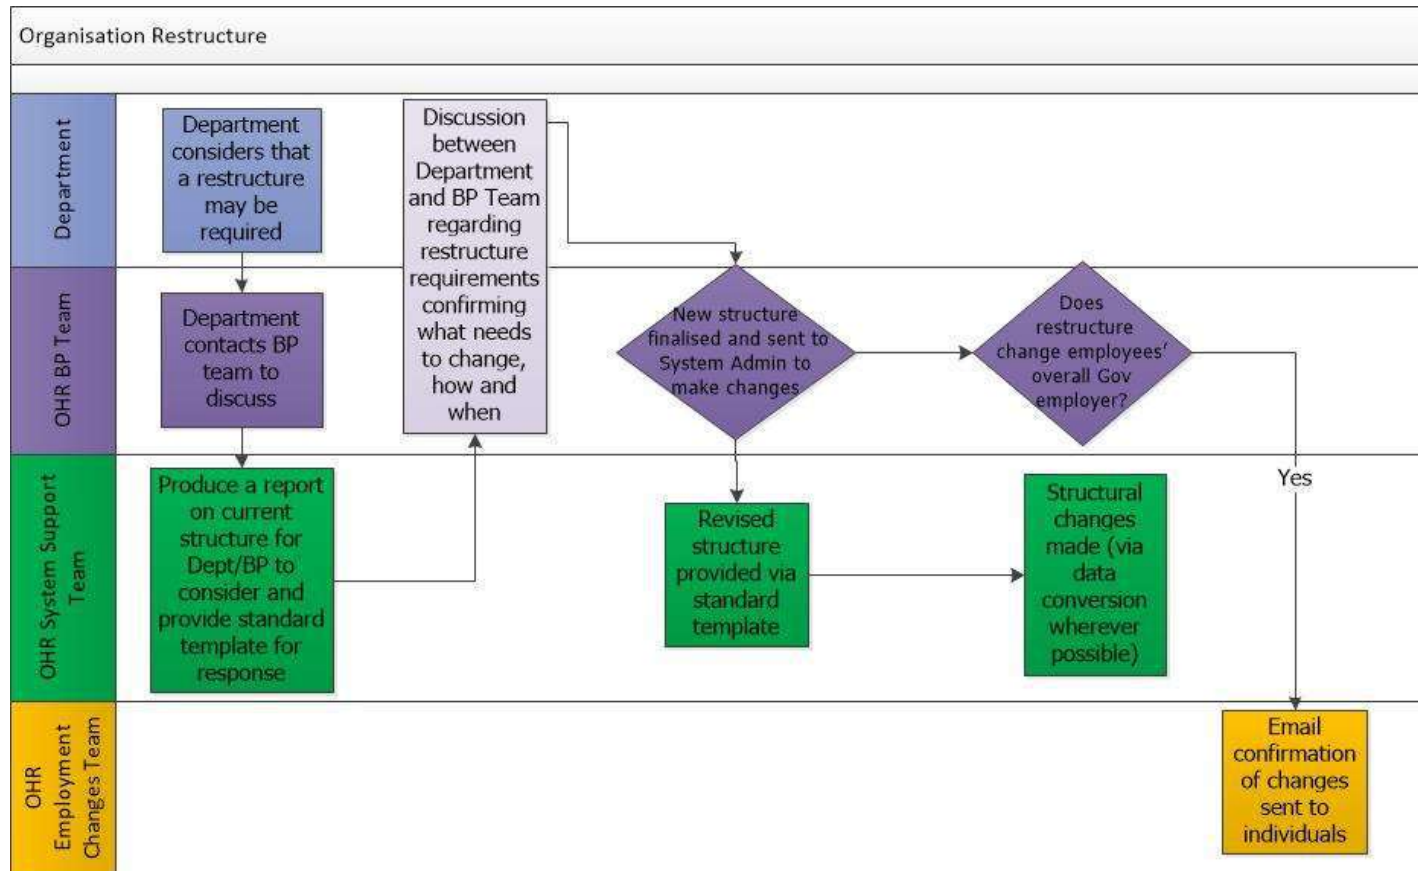 Organisation Restructure
Department
Department
considers that
a restructure
may be
required
Discussion
between
Department
and BP Team
regarding
restructure
requirements
confirming
what needs
to change,
how and
when
OHR BP Team
Department
contacts BP
team to
discuss
New structure
finalised and sent to
System Admin to
make changes
Does
restructure
change employees'
overall Gov
employer?
OHR System Support
Team
Produce a report
on current
structure for
Dept/BP to
consider and
provide standard
template for
response
Revised
structure
provided via
standard
template
Structural
changes
made (via
data
conversion
wherever
possible)
Yes
OHR
Employment
Changes Team
Email
confirmation
of changes
sent to
individuals